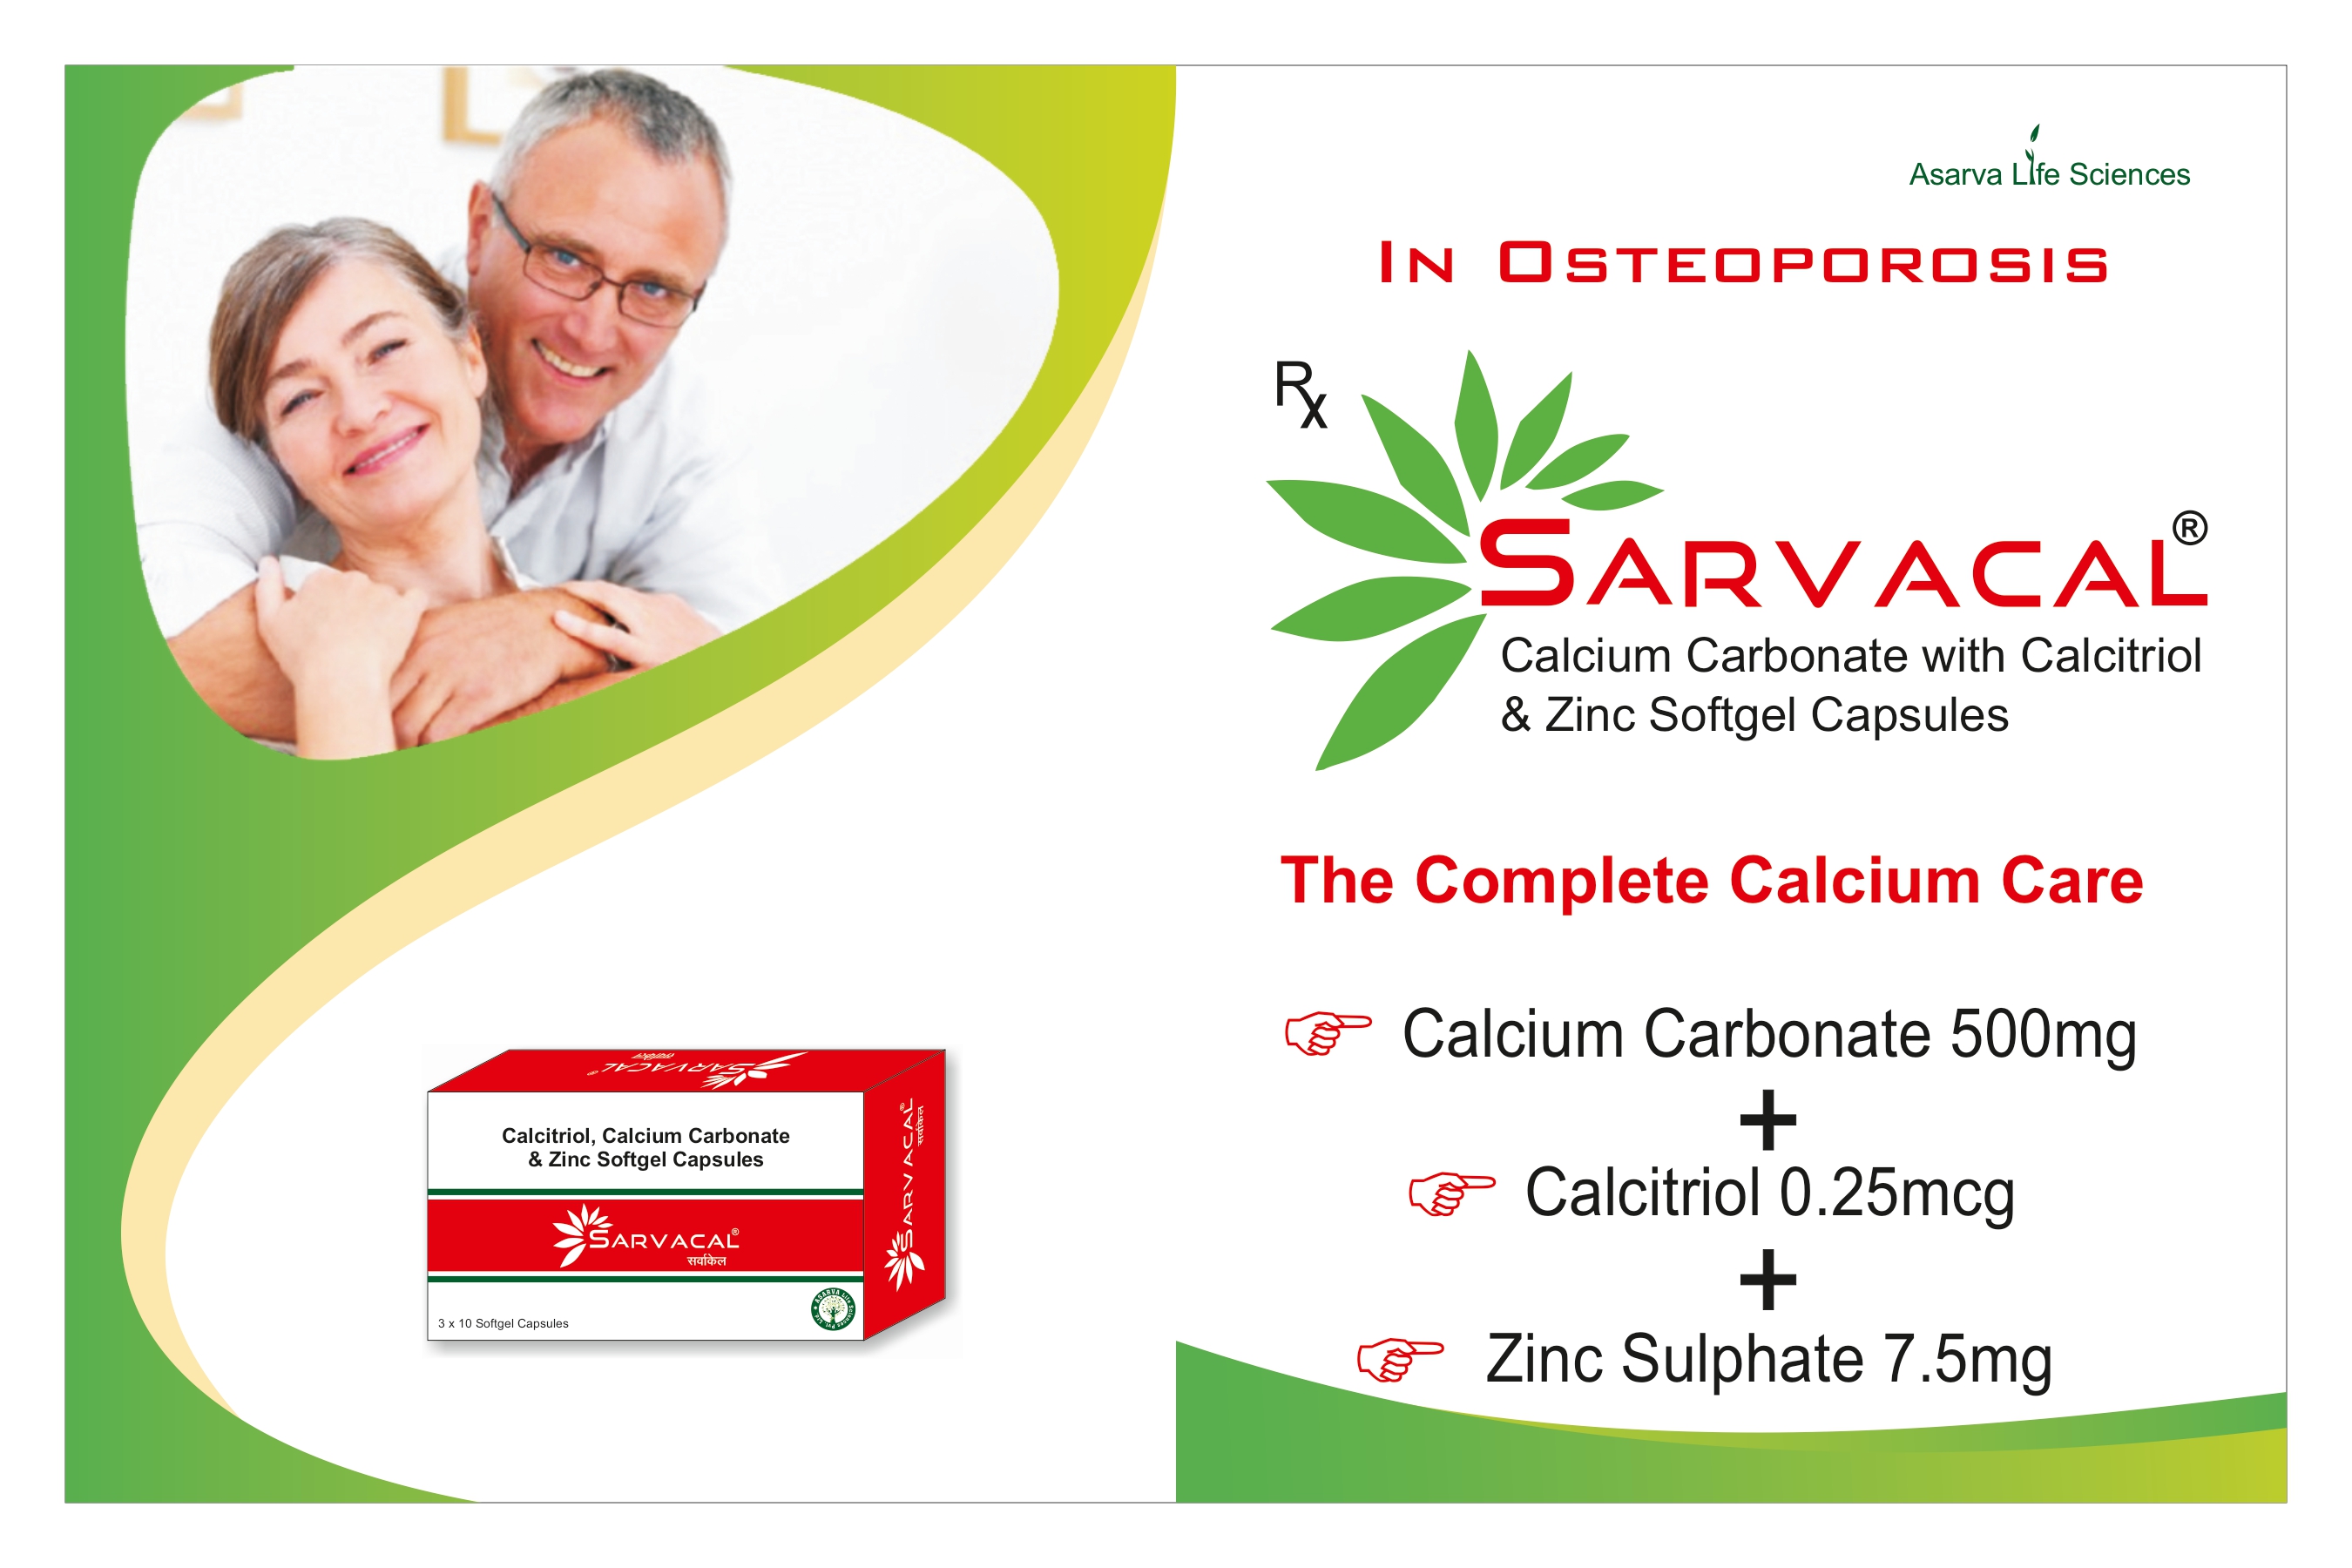 Asarva Life Sciences
In Osteoporosis
Rx
Sarvacal®
Calcium Carbonate with Calcitriol
& Zinc Softgel Capsules
The Complete Calcium Care
Calcium Carbonate 500mg
+
Calcitriol 0.25mcg
+
Zinc Sulphate 7.5mg
SARVACAL®
Calcitriol, Calcium Carbonate
& Zinc Softgel Capsules
SARVACAL®
सर्वाकेल
3 x 10 Softgel Capsules
SARVACAL®
सर्वाकेल